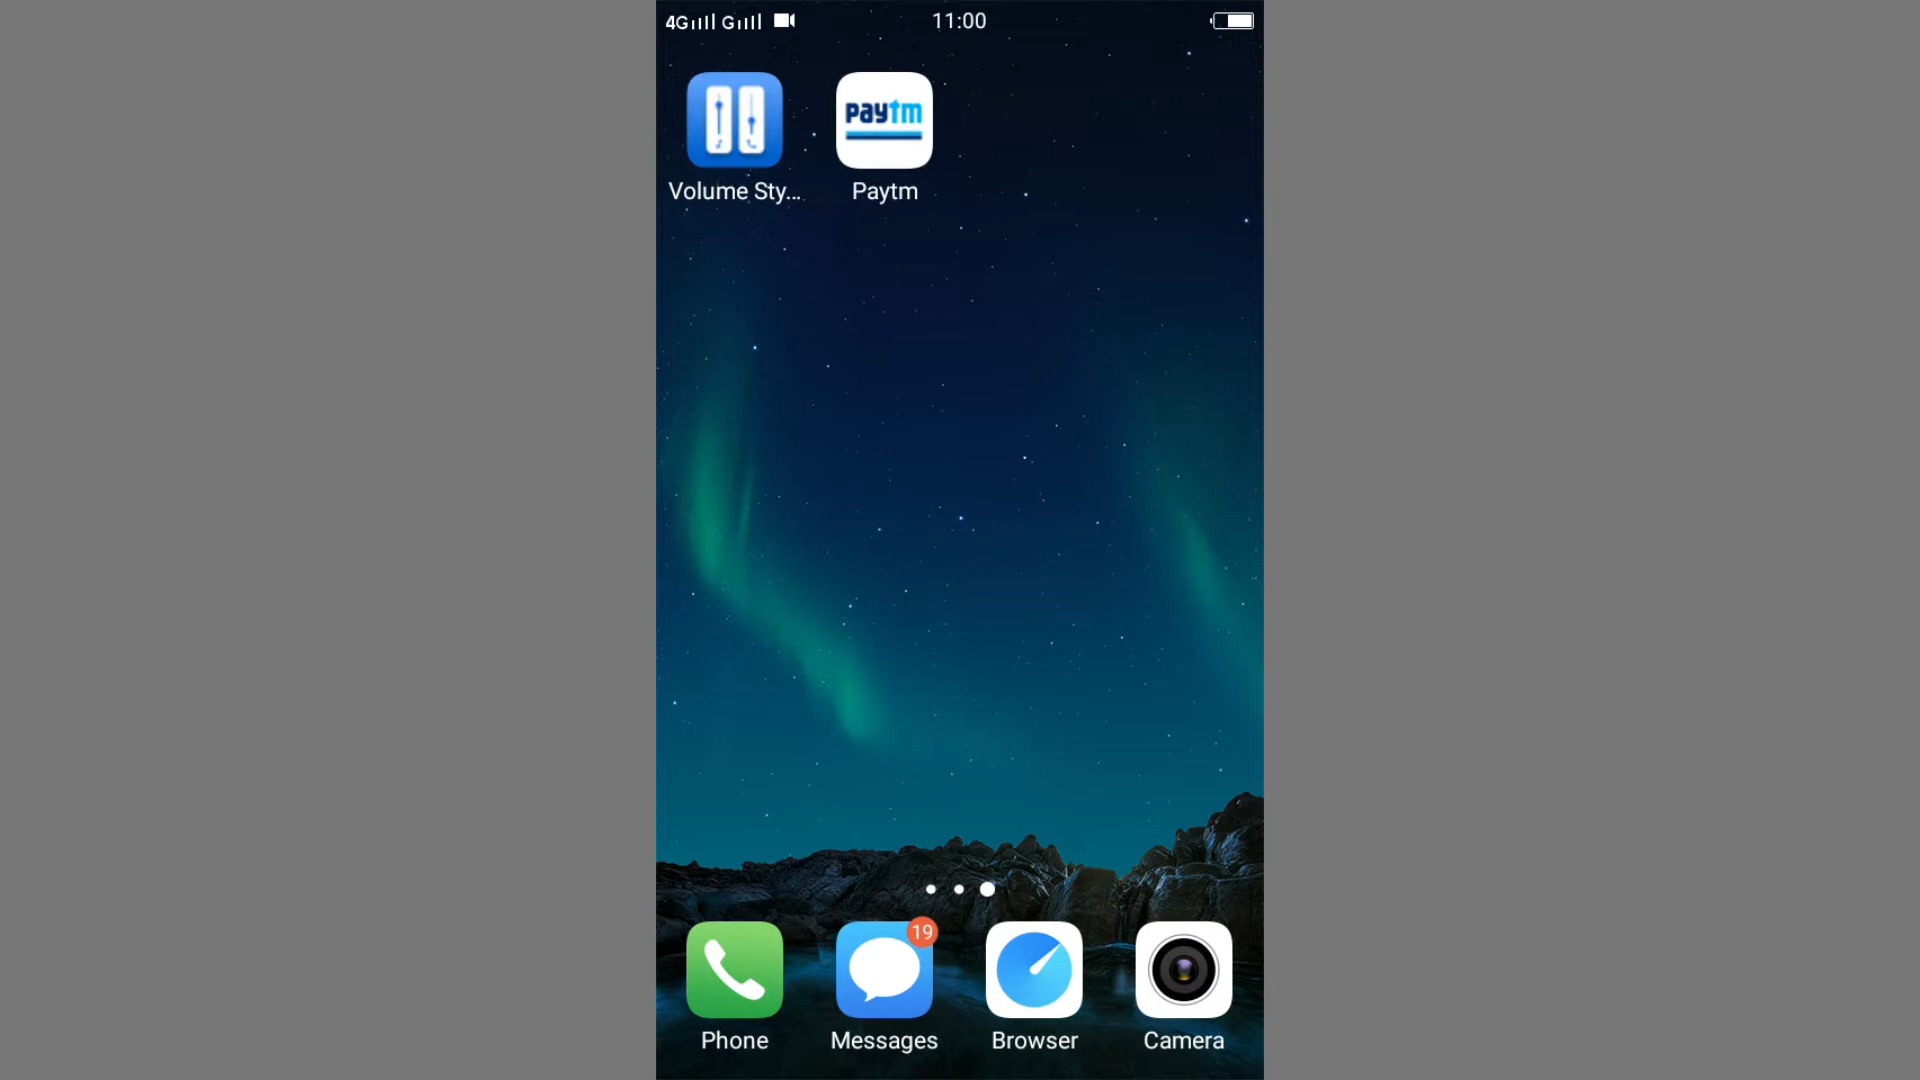 4G G 11:00
paytm
Volume Sty... Paytm
19
Phone Messages Browser Camera